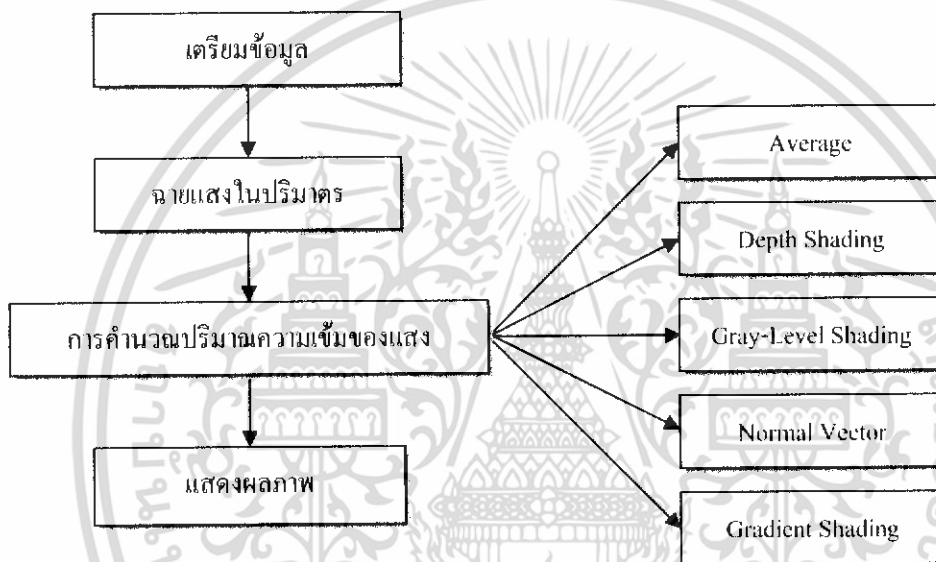 เตรียมข้อมูล
ฉายแสงในปริมาตร
การคำนวณปริมาณความเข้มของแสง
แสดงผลภาพ
Average
Depth Shading
Gray-Level Shading
Normal Vector
Gradient Shading